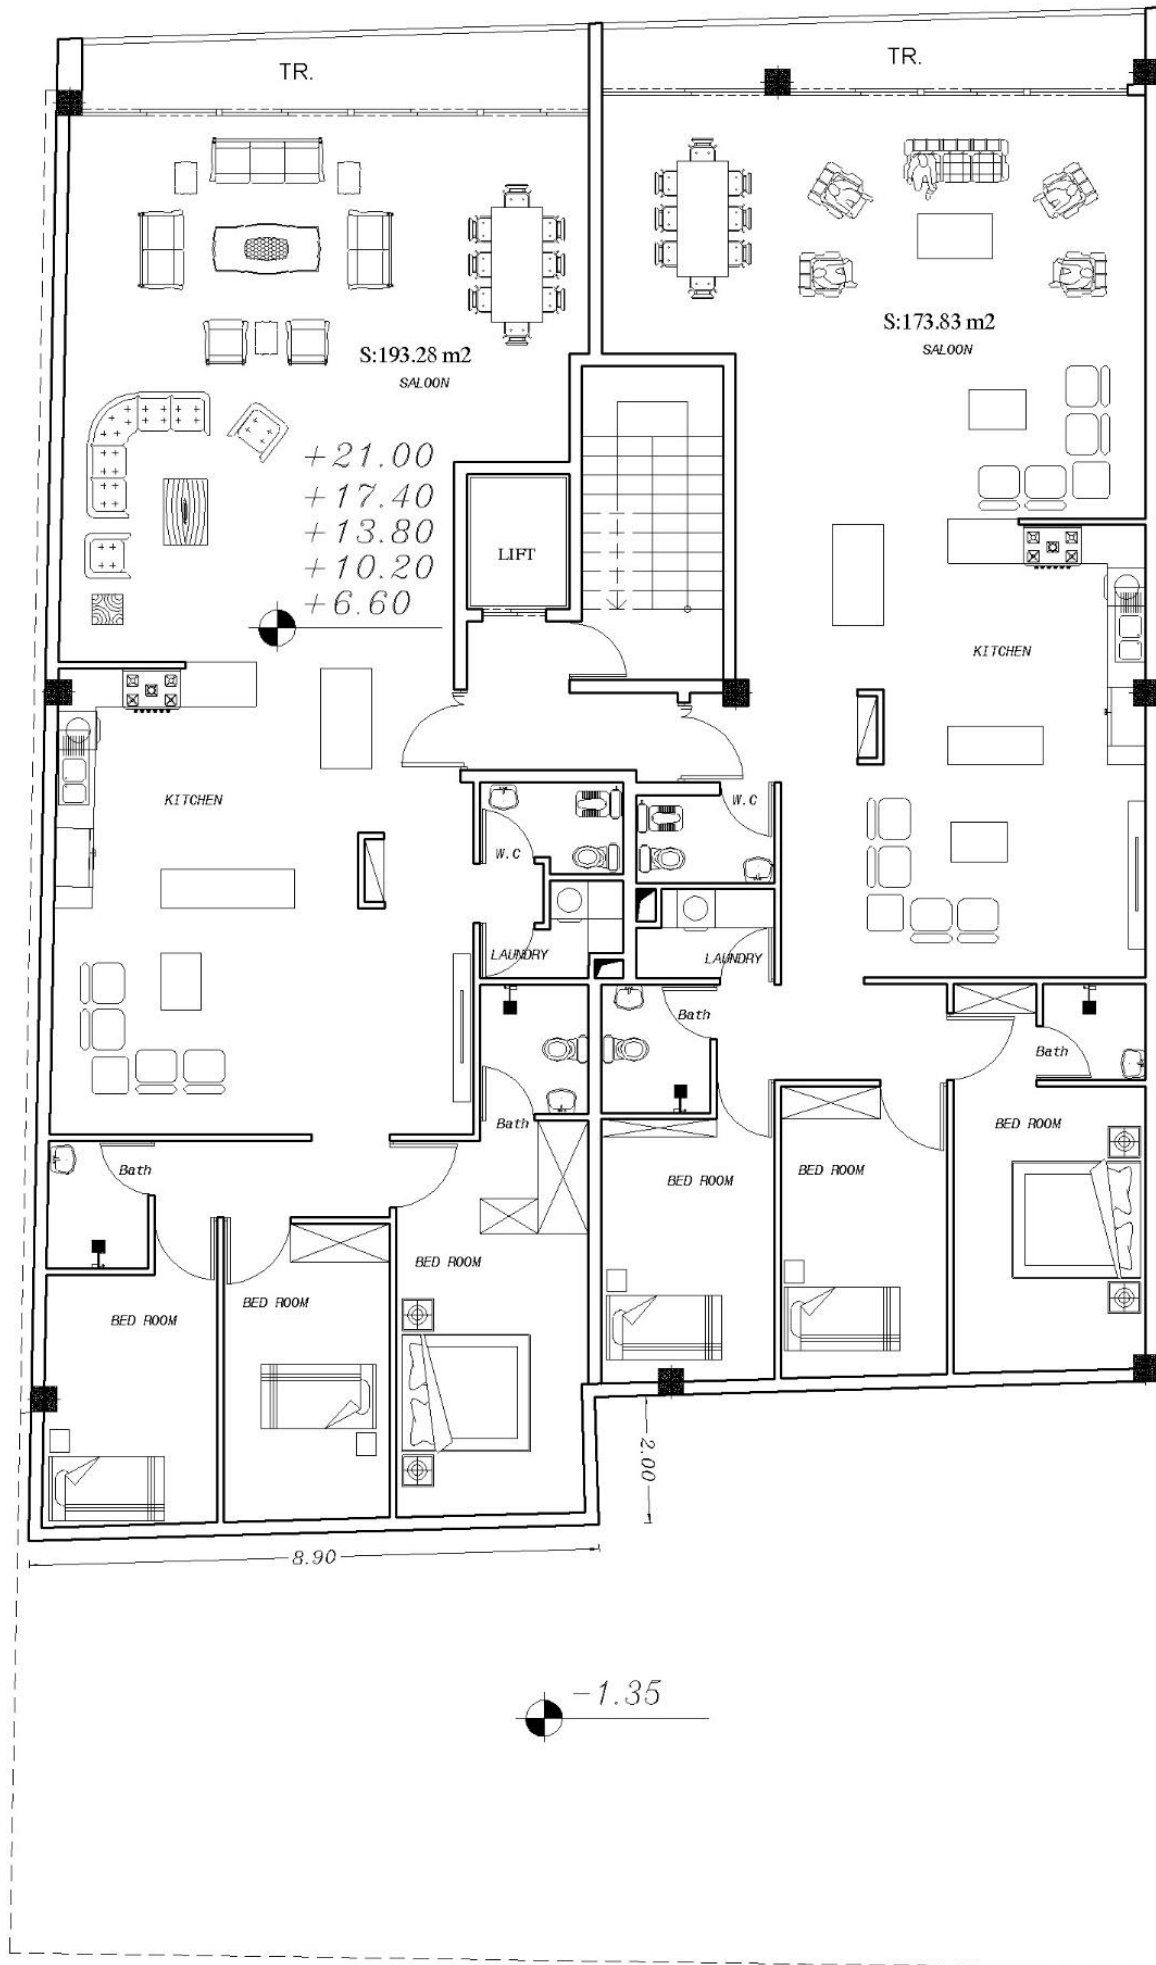 TR.
TR.
S:193.28 m2
SALOON
S:173.83 m2
SALOON
+21.00
+17.40
+13.80
+10.20
+6.60
LIFT
KITCHEN
KITCHEN
W.C
W.C
LAUNDRY
LAUNDRY
Bath
Bath
Bath
Bath
BED ROOM
BED ROOM
BED ROOM
BED ROOM
BED ROOM
BED ROOM
2.00
8.90
-1.35